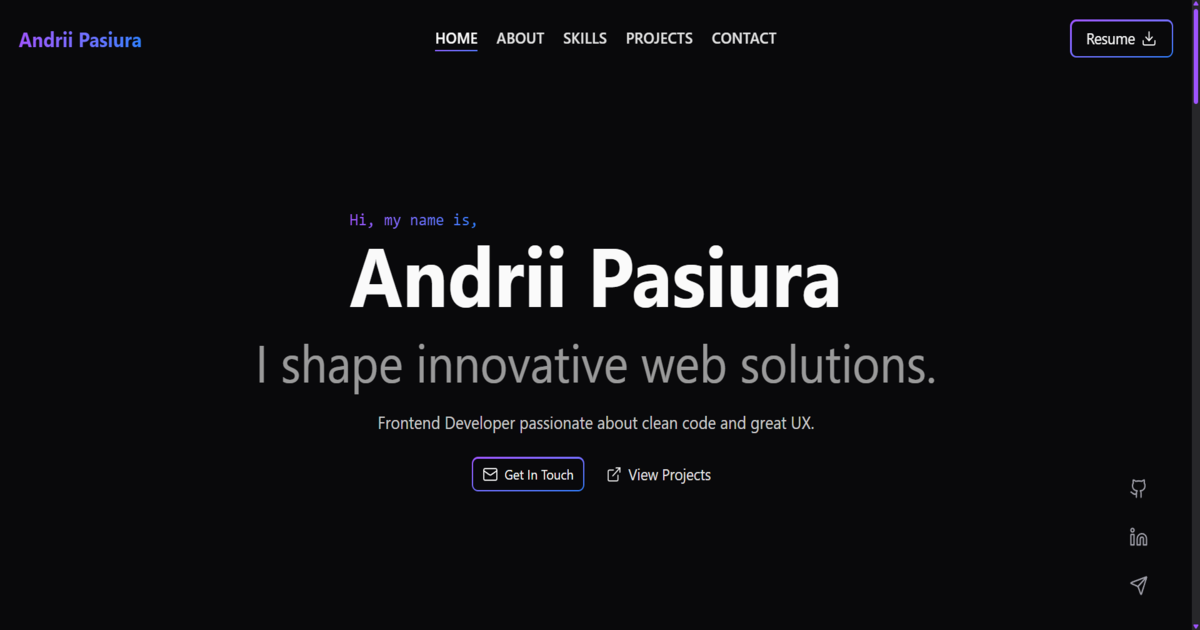 Andrii Pasiura
HOME ABOUT SKILLS PROJECTS CONTACT
Resume
Hi, my name is,
Andrii Pasiura
I shape innovative web solutions.
Frontend Developer passionate about clean code and great UX.
Get In Touch
View Projects